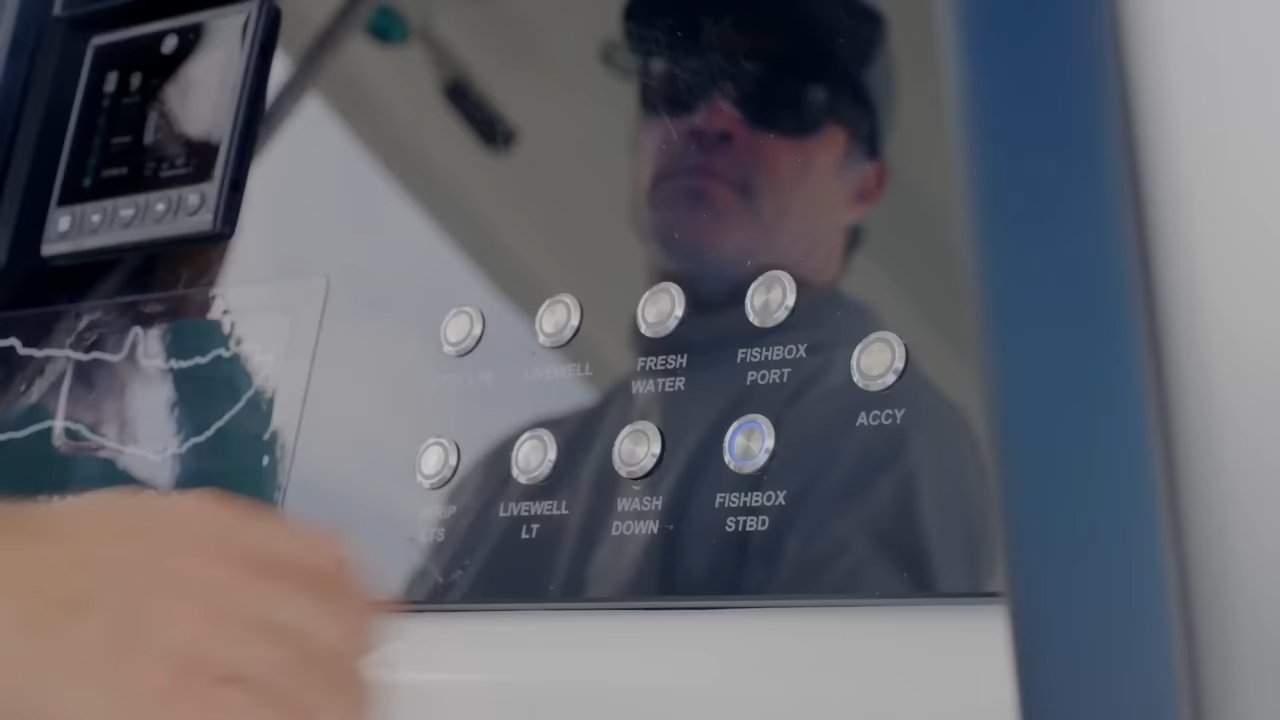 LIVEWELL
FRESH
WATER
FISHBOX
PORT
ACCY
LIVEWELL
LT
WASH
DOWN
FISHBOX
STBD